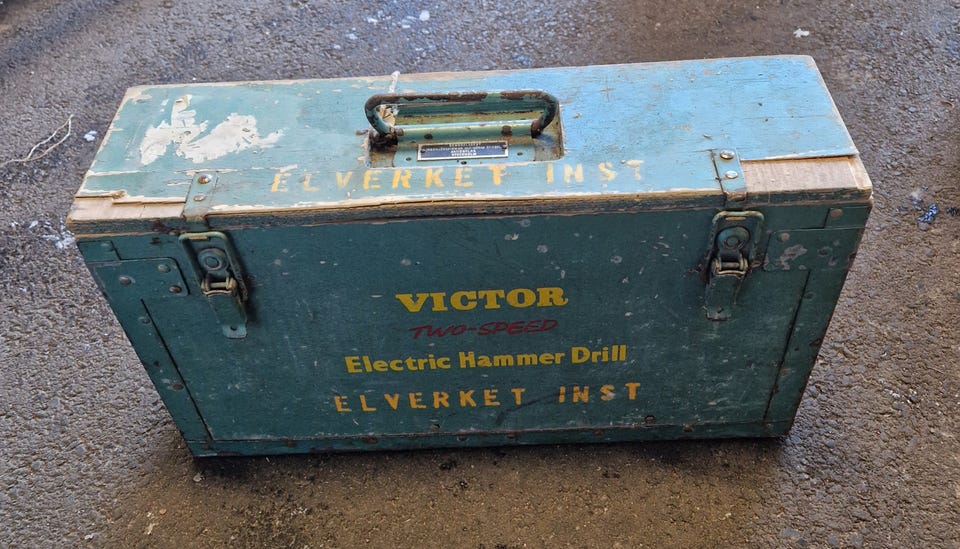 ELVERKET INST
VICTOR
TWO-SPEED
Electric Hammer Drill
ELVERKET INST